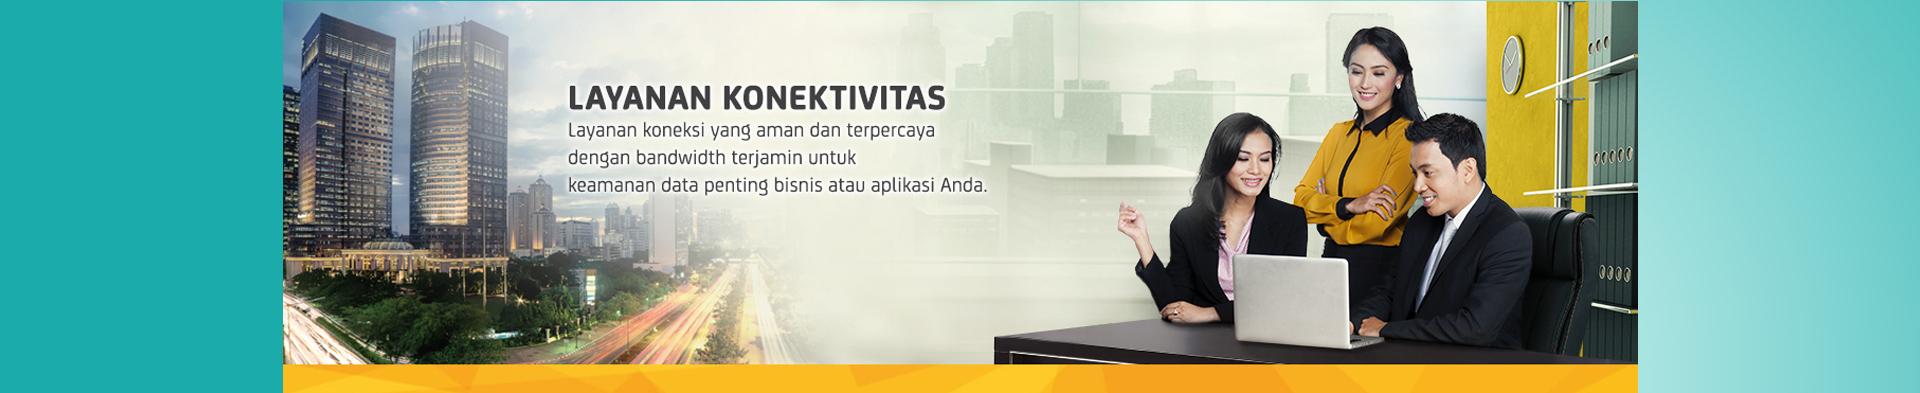 LAYANAN KONEKTIVITAS
Layanan koneksi yang aman dan terpercaya
dengan bandwidth terjamin untuk
keamanan data penting bisnis atau aplikasi Anda.